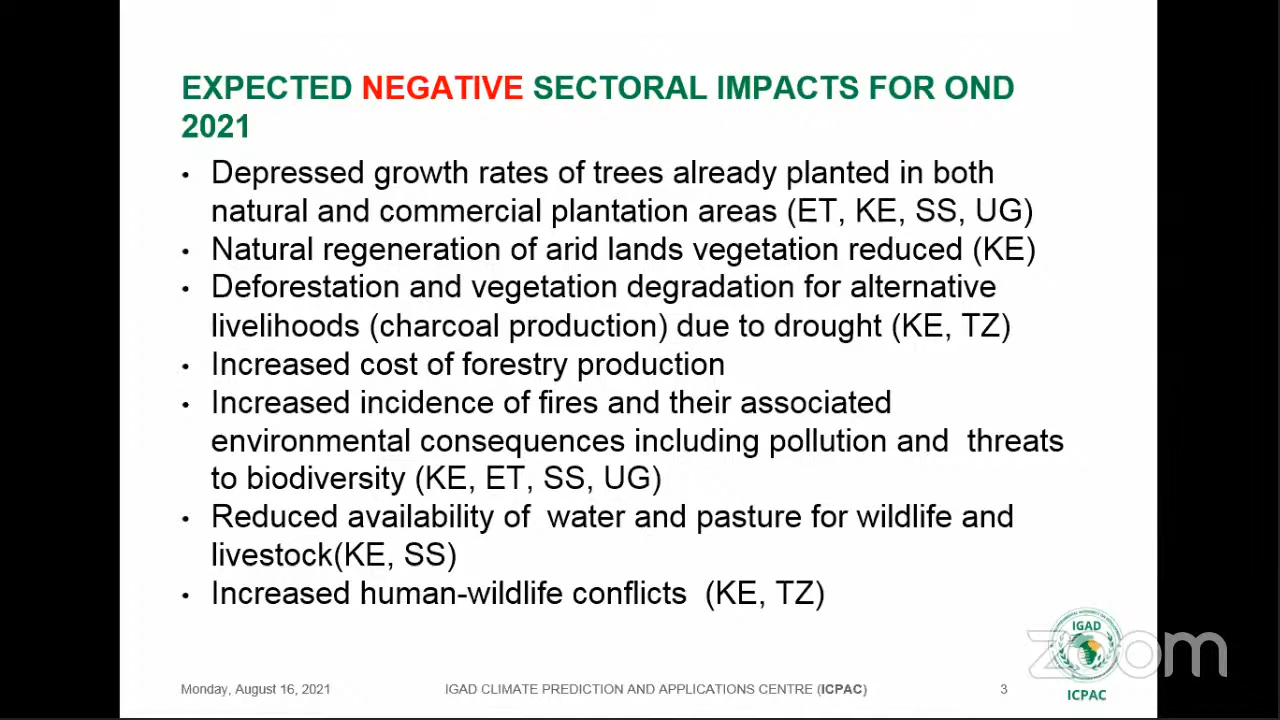 EXPECTED NEGATIVE SECTORAL IMPACTS FOR OND
2021
• Depressed growth rates of trees already planted in both
natural and commercial plantation areas (ET, KE, SS, UG)
• Natural regeneration of arid lands vegetation reduced (KE)
• Deforestation and vegetation degradation for alternative
livelihoods (charcoal production) due to drought (KE, TZ)
• Increased cost of forestry production
• Increased incidence of fires and their associated
environmental consequences including pollution and  threats
to biodiversity (KE, ET, SS, UG)
• Reduced availability of  water and pasture for wildlife and
livestock(KE, SS)
• Increased human-wildlife conflicts  (KE, TZ)
IGAD
zoom
Monday, August 16, 2021 IGAD CLIMATE PREDICTION AND APPLICATIONS CENTRE (ICPAC) 3
ICPAC